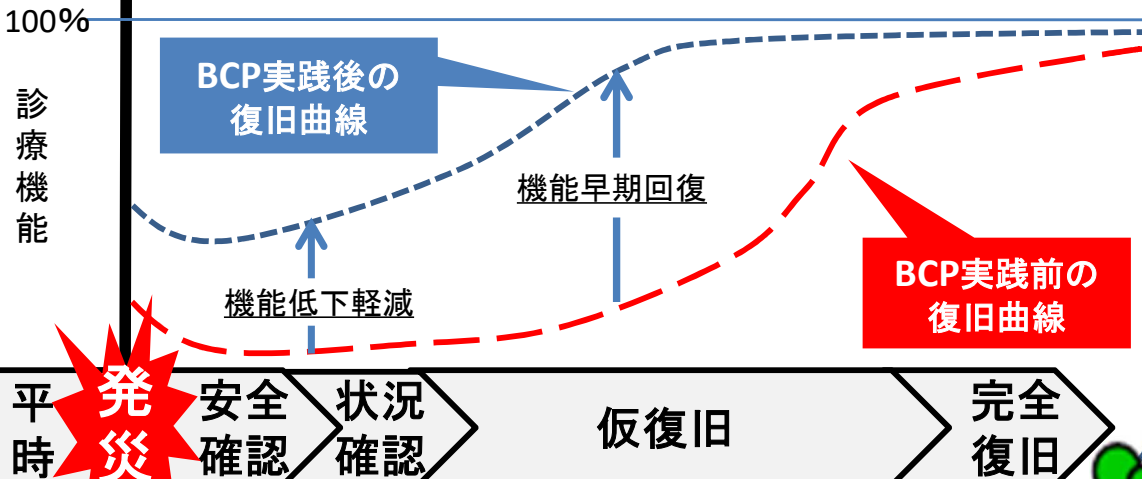 100%
診療機能
BCP実践後の
復旧曲線
機能早期回復
機能低下軽減
BCP実践前の
復旧曲線
平時
発災
安全
確認
状況
確認
仮復旧
完全
復旧